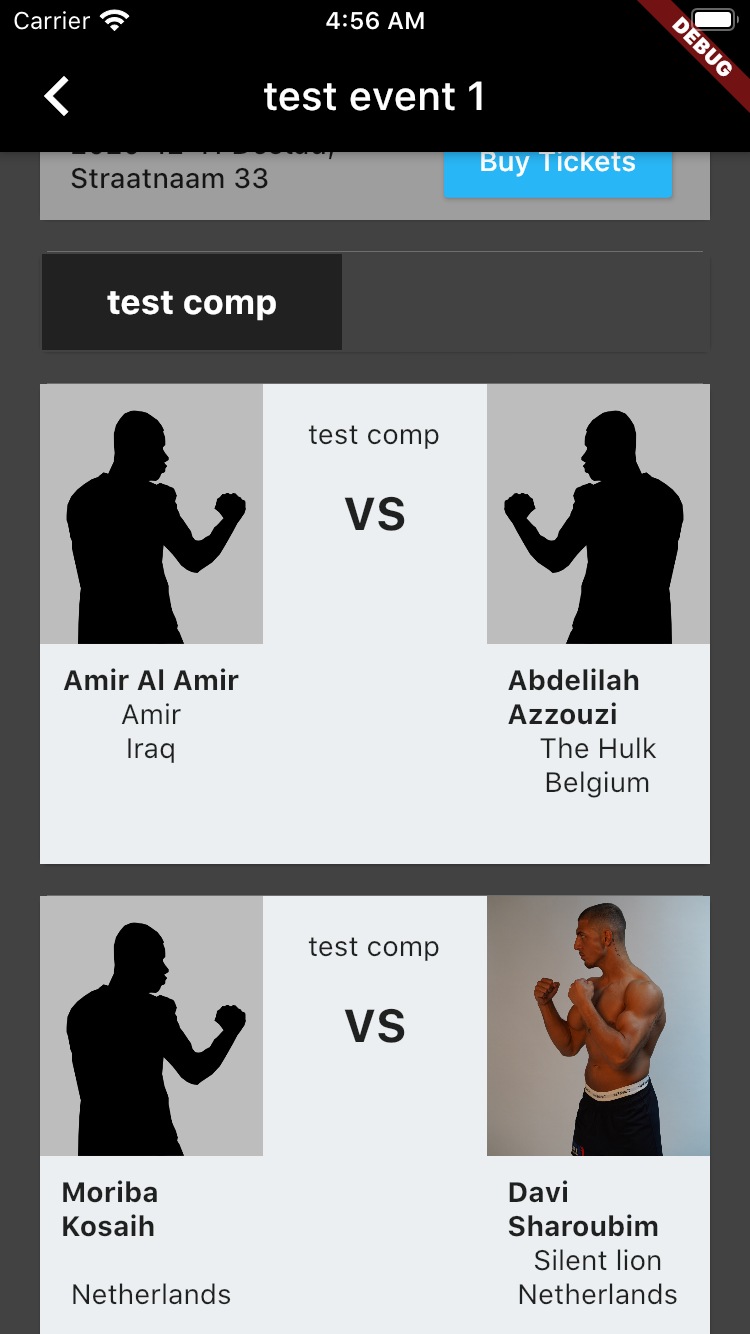 Carrier 4:56 AM
DEBUG
test event 1
Straatnaam 33
Buy Tickets
test comp
test comp
VS
Amir Al Amir
Amir
Iraq
Abdelilah
Azzouzi
The Hulk
Belgium
test comp
VS
Moriba
Kosaih
Netherlands
Davi
Sharoubim
Silent lion
Netherlands